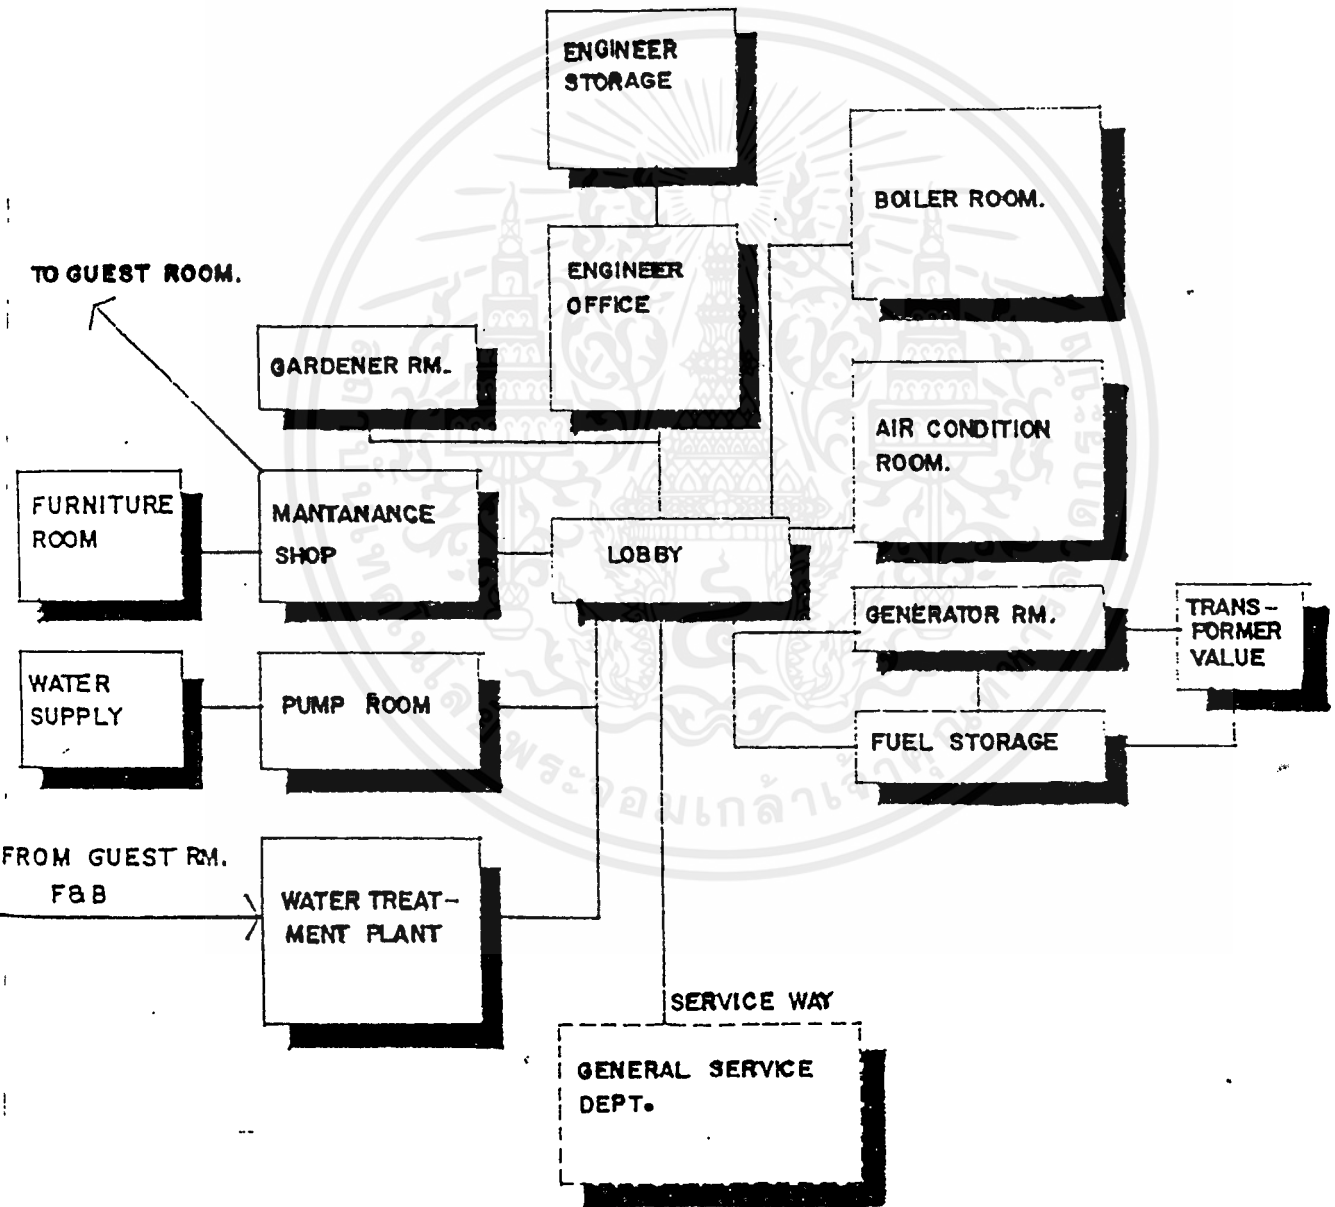 ENGINEER
STORAGE
BOILER ROOM.
TO GUEST ROOM.
ENGINEER
OFFICE
GARDENER RM.
AIR CONDITION
ROOM.
FURNITURE
ROOM
MANTANANCE
SHOP
LOBBY
GENERATOR RM.
TRANS-
FORMER
VALUE
WATER
SUPPLY
PUMP ROOM
FUEL STORAGE
FROM GUEST RM.
F&B
WATER TREAT-
MENT PLANT
SERVICE WAY
GENERAL SERVICE
DEPT.